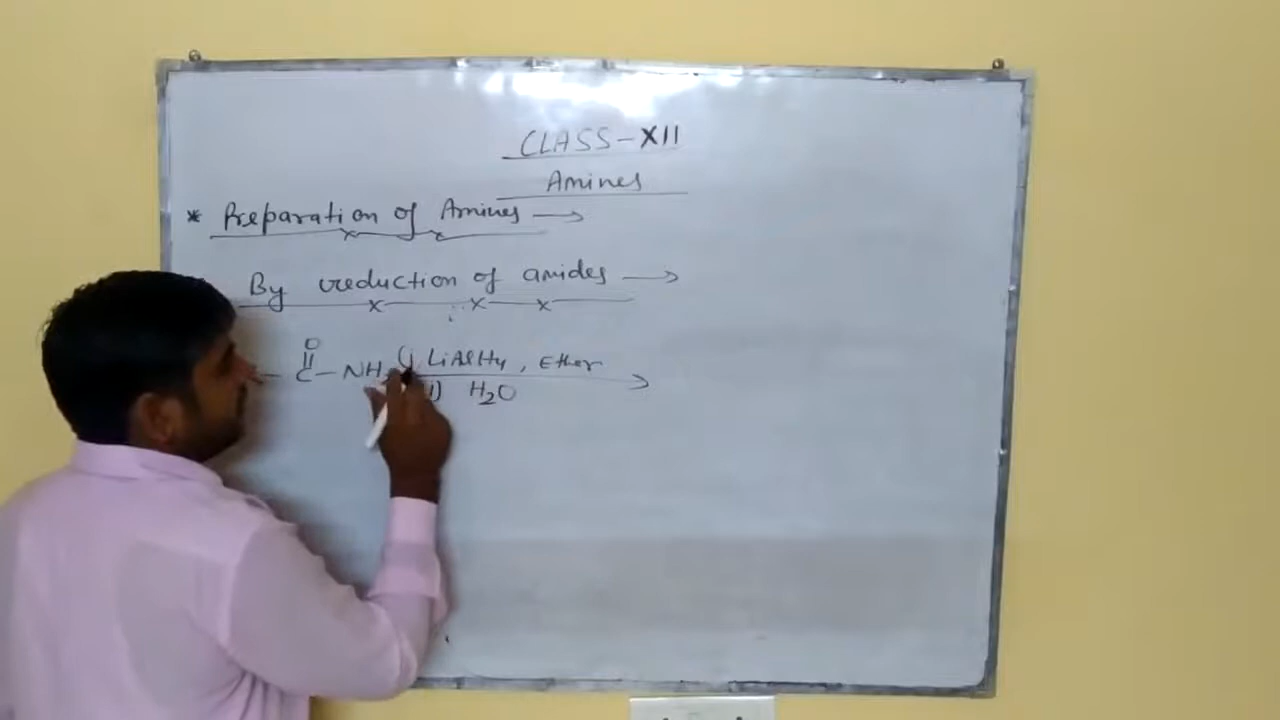 CLASS-XII
Amines
* Preparation of Amines →
By reduction of amides →
O
|| 
— C — NH (i) LiAlH4, Ether
H2O